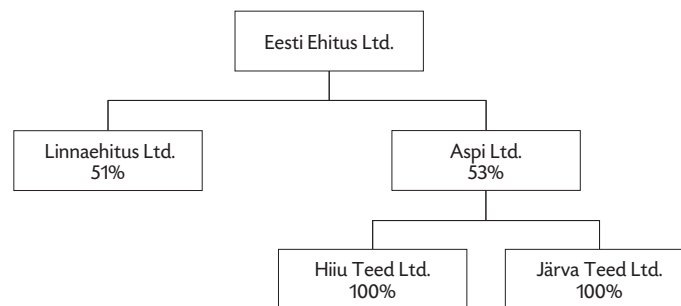 Eesti Ehitus Ltd.
Linnaehitus Ltd.
51%
Aspi Ltd.
53%
Hiiu Teed Ltd.
100%
Järva Teed Ltd.
100%